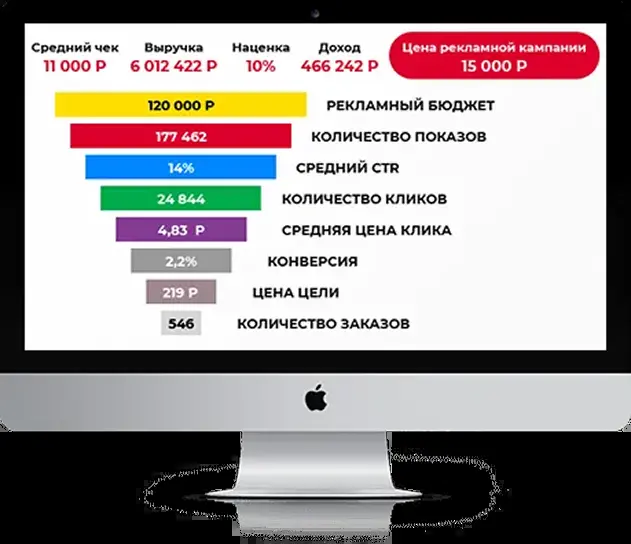 Средний чек Выручка Наценка Доход Цена рекламной кампании
11 000 Р 6 012 422 Р 10% 466 242 Р 15 000 Р
120 000 Р РЕКЛАМНЫЙ БЮДЖЕТ
177 462 КОЛИЧЕСТВО ПОКАЗОВ
14% СРЕДНИЙ CTR
24 844 КОЛИЧЕСТВО КЛИКОВ
4,83 Р СРЕДНЯЯ ЦЕНА КЛИКА
2,2% КОНВЕРСИЯ
219 Р ЦЕНА ЦЕЛИ
546 КОЛИЧЕСТВО ЗАКАЗОВ